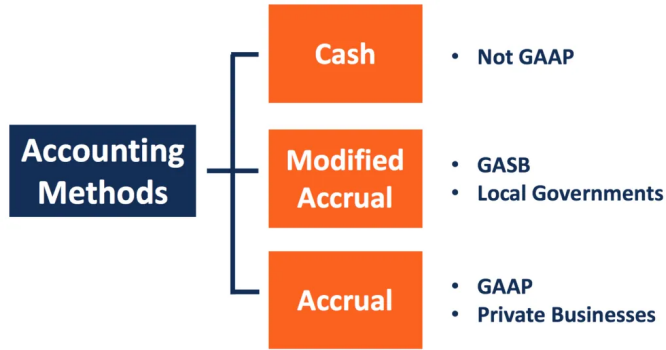 Accounting
Methods
Cash
• Not GAAP
Modified
Accrual
• GASB
• Local Governments
Accrual
• GAAP
• Private Businesses